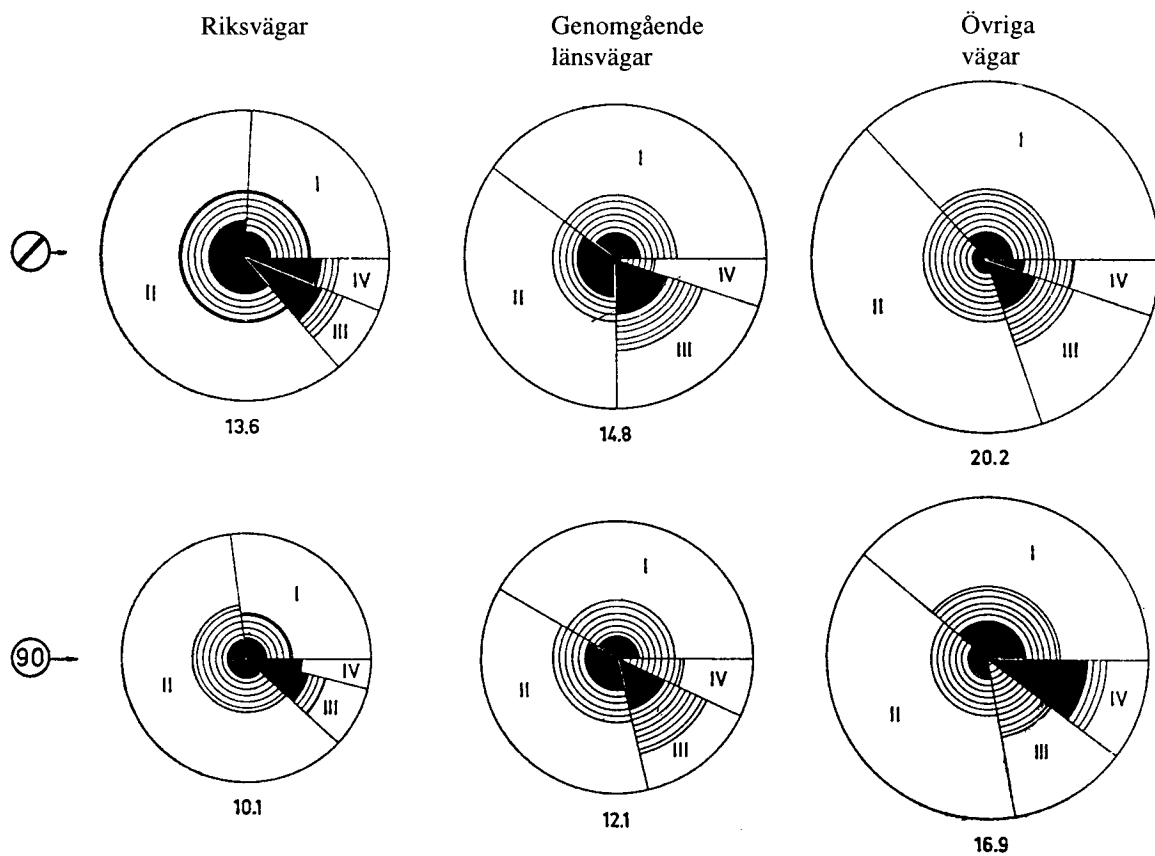 Riksvägar
Genomgående
länsvägar
Övriga
vägar
I
II
III
IV
13.6
I
II
III
IV
14.8
I
II
III
IV
20.2
90
I
II
III
IV
10.1
I
II
III
IV
12.1
I
II
III
IV
16.9